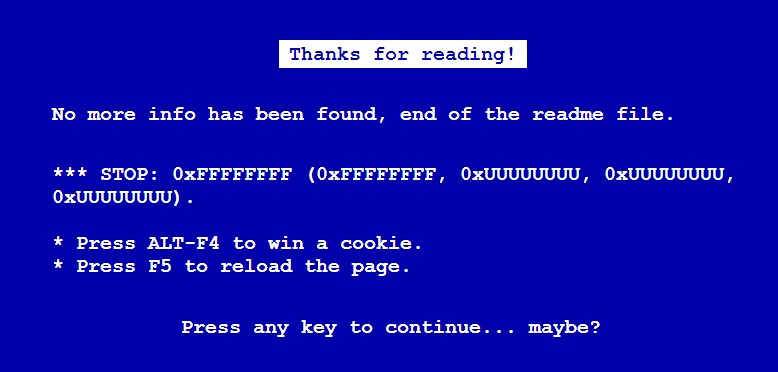 Thanks for reading!
No more info has been found, end of the readme file.
*** STOP: 0xFFFFFFFF (0xFFFFFFFF, 0xUUUUUUUU, 0xUUUUUUUU,
0xUUUUUUUU).
* Press ALT-F4 to win a cookie.
* Press F5 to reload the page.
Press any key to continue... maybe?